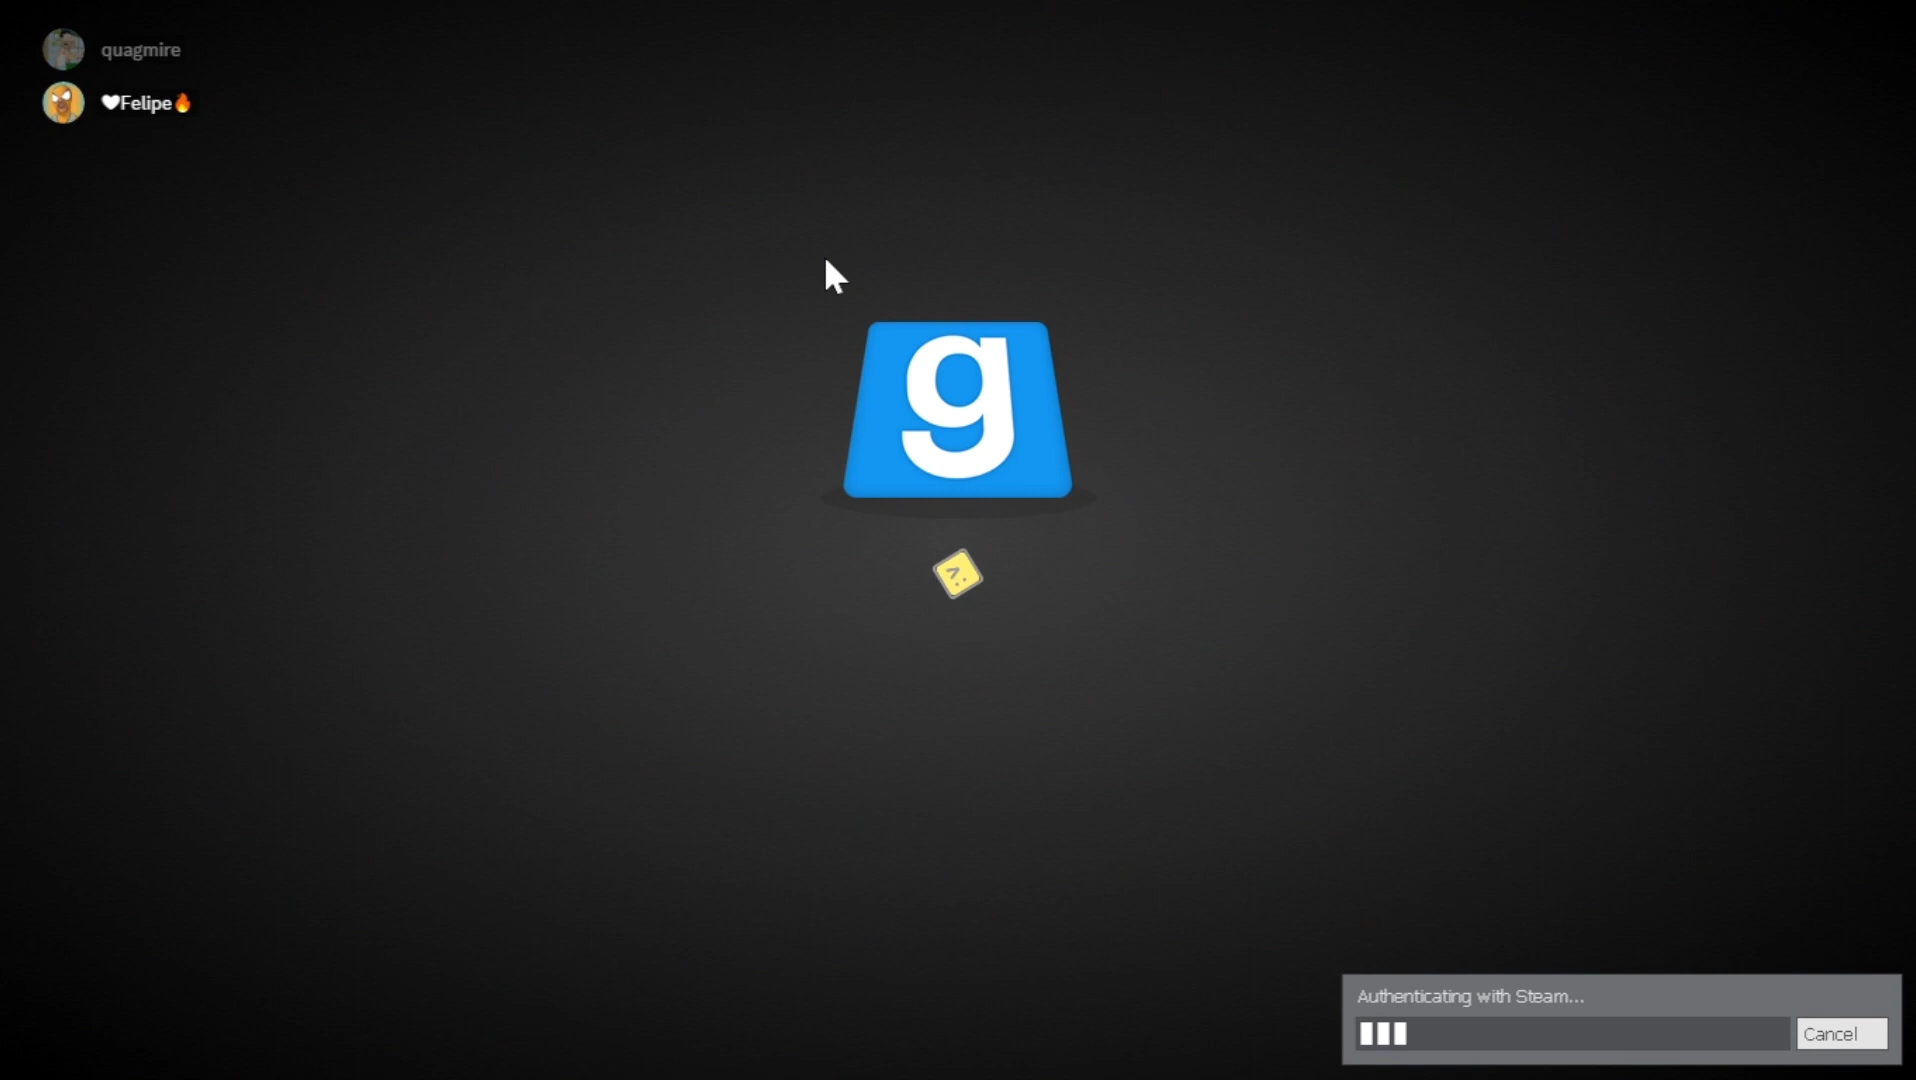 quagmire
🤍Felipe🔥
g
>..
Authenticating with Steam...
Cancel